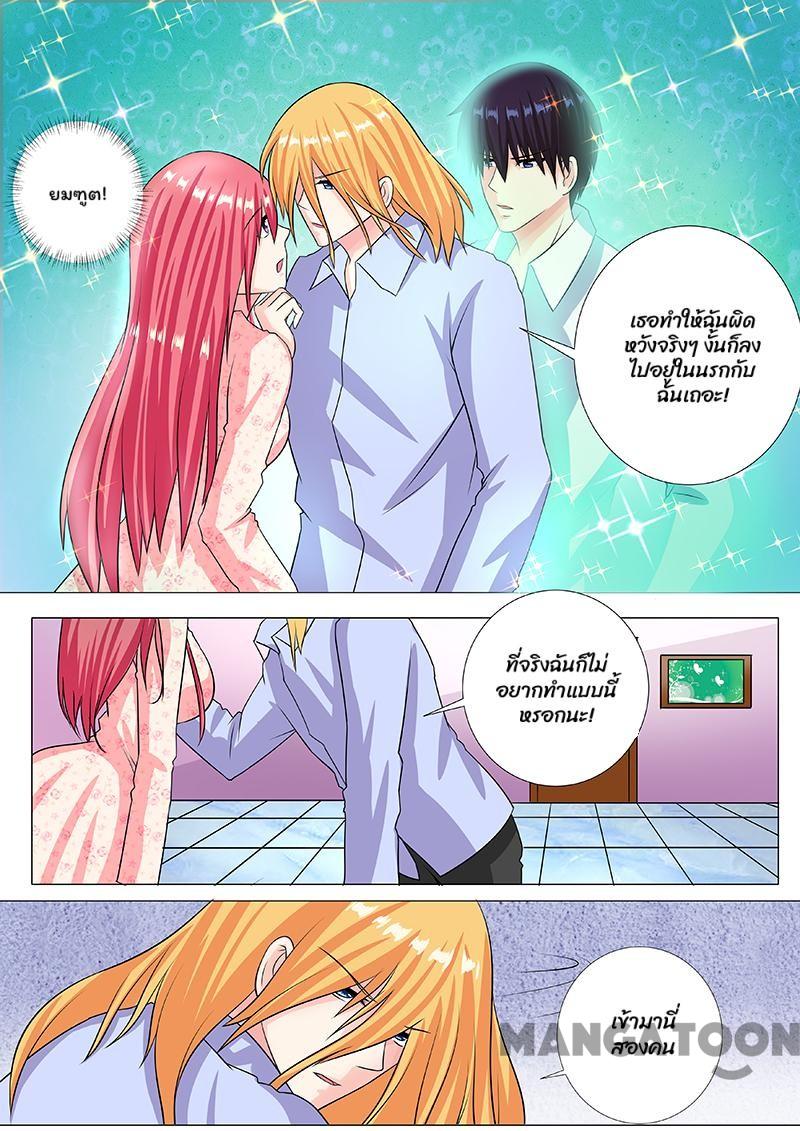 ยมฑูต!
เธอทำให้ฉันผิด
หวังจริงๆ งั้นก็ลง
ไปอยู่ในนรกกับ
ฉันเถอะ!
ที่จริงฉันก็ไม่
อยากทำแบบนี้
หรอกนะ!
เข้ามานี่
สองคน
MANGATOON